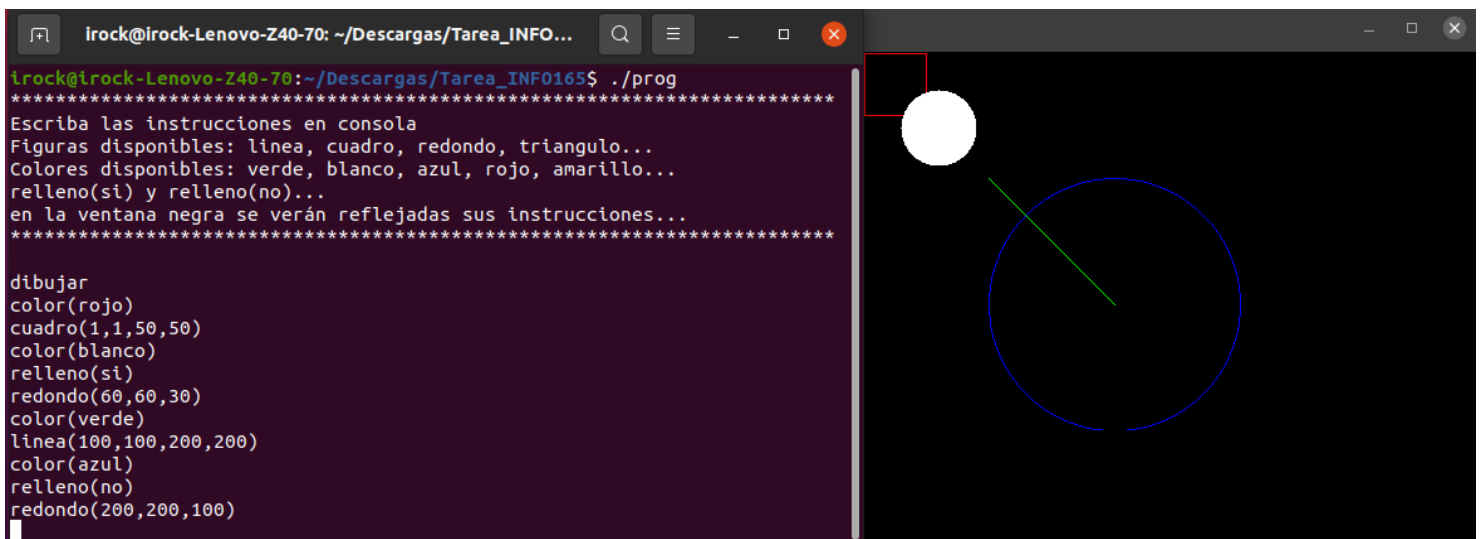 irock@irock-Lenovo-Z40-70: ~/Descargas/Tarea_INFO...
irock@irock-Lenovo-Z40-70:~/Descargas/Tarea_INFO165$ ./prog
*************************************************************************
Escriba las instrucciones en consola
Figuras disponibles: linea, cuadro, redondo, triangulo...
Colores disponibles: verde, blanco, azul, rojo, amarillo...
relleno(si) y relleno(no)...
en la ventana negra se verán reflejadas sus instrucciones...
*************************************************************************
dibujar
color(rojo)
cuadro(1,1,50,50)
color(blanco)
relleno(si)
redondo(60,60,30)
color(verde)
linea(100,100,200,200)
color(azul)
relleno(no)
redondo(200,200,100)